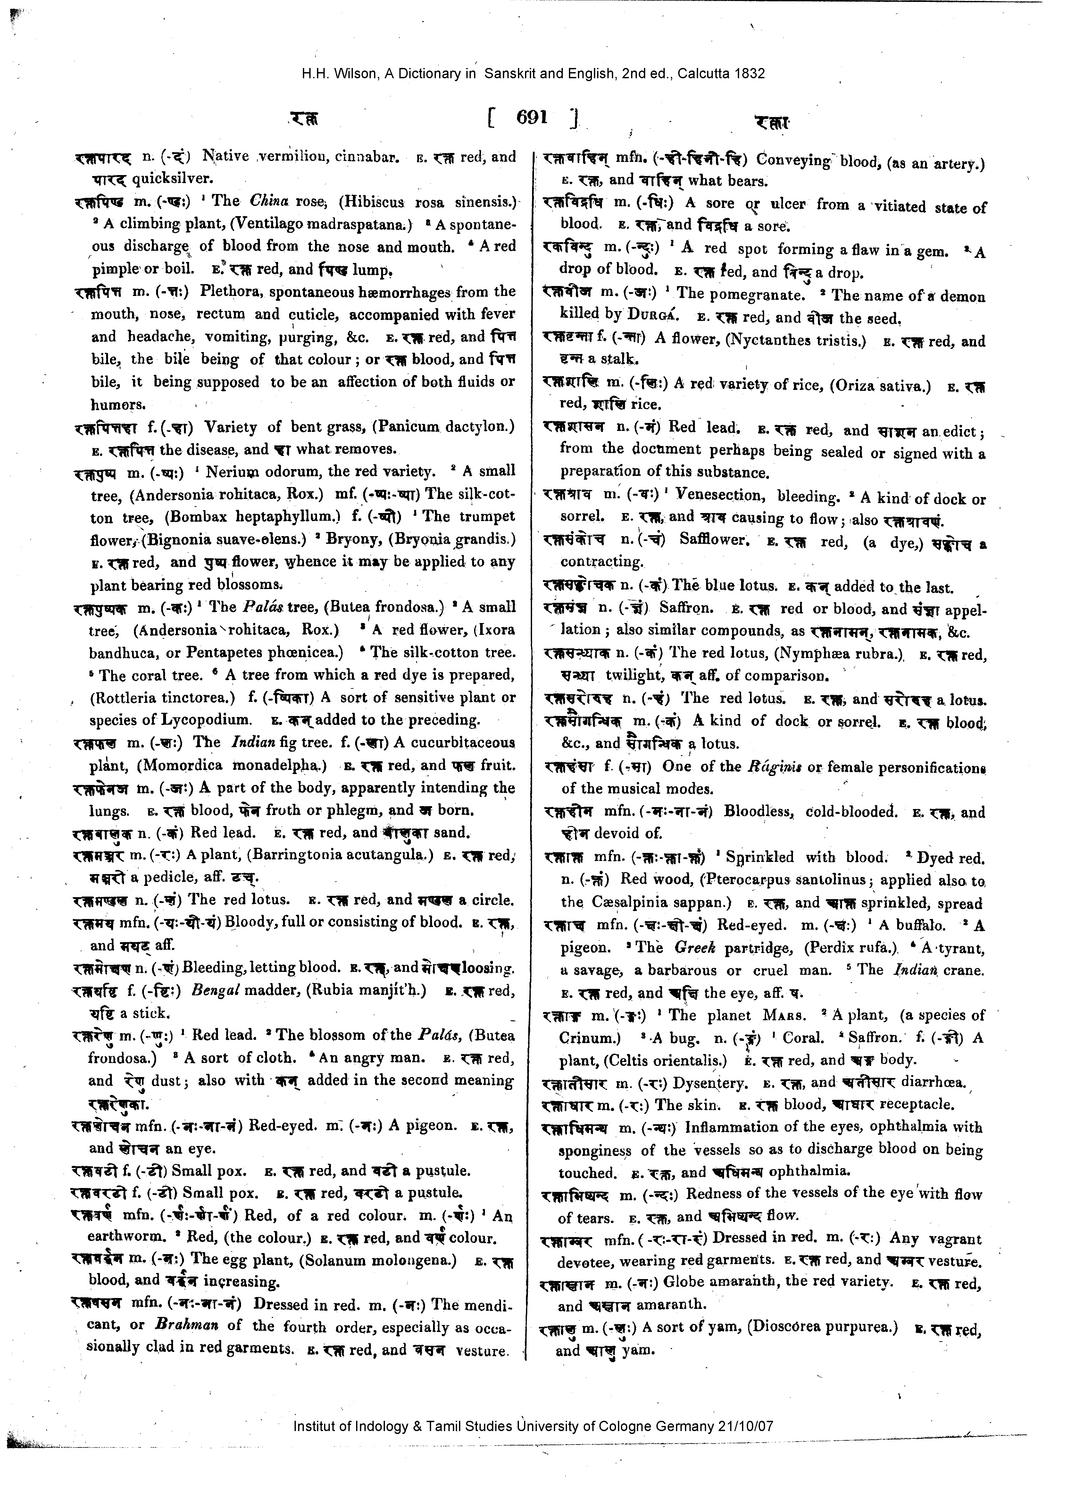 H.H. Wilson, A Dictionary in Sanskrit and English, 2nd ed., Calcutta 1832
रक्त
[ 691 ]
रक्ता
रक्तपारद n. (-दं) Native vermilion, cinnabar. E. रक्त red, and
पारद quicksilver.
रक्तपिण्ड m. (-ण्डः) ¹ The China rose, (Hibiscus rosa sinensis.)
² A climbing plant, (Ventilago madraspatana.) ³ A spontane-
ous discharge of blood from the nose and mouth. ⁴ A red
pimple or boil. E. रक्त red, and पिण्ड lump.
रक्तपित्त m. (-त्तः) Plethora, spontaneous hæmorrhages from the
mouth, nose, rectum and cuticle, accompanied with fever
and headache, vomiting, purging, &c. E. रक्त red, and पित्त
bile, the bile being of that colour; or रक्त blood, and पित्त
bile, it being supposed to be an affection of both fluids or
humors.
रक्तपित्तहा f. (-हा) Variety of bent grass, (Panicum dactylon.)
E. रक्तपित्त the disease, and हा what removes.
रक्तपुष्प m. (-ष्पः) ¹ Nerium odorum, the red variety. ² A small
tree, (Andersonia rohitaca, Rox.) mf. (-ष्पः-ष्पा) The silk-cot-
ton tree, (Bombax heptaphyllum.) f. (-ष्पी) ¹ The trumpet
flower, (Bignonia suave-olens.) ² Bryony, (Bryonia grandis.)
E. रक्त red, and पुष्प flower, whence it may be applied to any
plant bearing red blossoms.
रक्तपुष्पक m. (-कः) ¹ The Palás tree, (Butea frondosa.) ² A small
tree, (Andersonia rohitaca, Rox.) ³ A red flower, (Ixora
bandhuca, or Pentapetes phœnicea.) ⁴ The silk-cotton tree.
⁵ The coral tree. ⁶ A tree from which a red dye is prepared,
(Rottleria tinctorea.) f. (-ष्पिका) A sort of sensitive plant or
species of Lycopodium. E. कन् added to the preceding.
रक्तफल m. (-लः) The Indian fig tree. f. (-ला) A cucurbitaceous
plant, (Momordica monadelpha.) E. रक्त red, and फल fruit.
रक्तफेनज m. (-जः) A part of the body, apparently intending the
lungs. E. रक्त blood, फेन froth or phlegm, and ज born.
रक्तबालुक n. (-कं) Red lead. E. रक्त red, and बालुका sand.
रक्तमञ्जर m. (-रः) A plant, (Barringtonia acutangula.) E. रक्त red,
मञ्जरी a pedicle, aff. टच्.
रक्तमण्डल n. (-लं) The red lotus. E. रक्त red, and मण्डल a circle.
रक्तमय mfn. (-यः-यी-यं) Bloody, full or consisting of blood. E. रक्त,
and मयट् aff.
रक्तमोचण n. (-णं) Bleeding, letting blood. E. रक्त, and मोचण loosing.
रक्तयष्टि f. (-ष्टिः) Bengal madder, (Rubia manjít'h.) E. रक्त red,
यष्टि a stick.
रक्तरेणु m. (-णुः) ¹ Red lead. ² The blossom of the Palás, (Butea
frondosa.) ³ A sort of cloth. ⁴ An angry man. E. रक्त red,
and रेणु dust; also with कन् added in the second meaning
रक्तरेणुका.
रक्तलोचन mfn. (-नः-ना-नं) Red-eyed. m. (-नः) A pigeon. E. रक्त,
and लोचन an eye.
रक्तवटी f. (-टी) Small pox. E. रक्त red, and वटी a pustule.
रक्तवरटी f. (-टी) Small pox. E. रक्त red, वरटी a pustule.
रक्तवर्ण mfn. (-र्णः-र्णा-र्णं) Red, of a red colour. m. (-र्णः) ¹ An
earthworm. ² Red, (the colour.) E. रक्त red, and वर्ण colour.
रक्तवर्द्धन m. (-नः) The egg plant, (Solanum molongena.) E. रक्त
blood, and वर्द्धन increasing.
रक्तवसन mfn. (-नः-ना-नं) Dressed in red. m. (-नः) The mendi-
cant, or Brahman of the fourth order, especially as occa-
sionally clad in red garments. E. रक्त red, and वसन vesture.
रक्तवाहिन् mfn. (-ही-हिनी-हि) Conveying blood, (as an artery.)
E. रक्त, and वाहिन् what bears.
रक्तविद्रधि m. (-धिः) A sore or ulcer from a vitiated state of
blood. E. रक्त, and विद्रधि a sore.
रक्तविन्दु m. (-न्दुः) ¹ A red spot forming a flaw in a gem. ² A
drop of blood. E. रक्त red, and विन्दु a drop.
रक्तवीज m. (-जः) ¹ The pomegranate. ² The name of a demon
killed by DURGÁ. E. रक्त red, and वीज the seed.
रक्तवृन्ता f. (-न्ता) A flower, (Nyctanthes tristis.) E. रक्त red, and
वृन्त a stalk.
रक्तशालि m. (-लिः) A red variety of rice, (Oriza sativa.) E. रक्त
red, शालि rice.
रक्तशासन n. (-नं) Red lead. E. रक्त red, and शासन an edict;
from the document perhaps being sealed or signed with a
preparation of this substance.
रक्तश्राव m. (-वः) ¹ Venesection, bleeding. ² A kind of dock or
sorrel. E. रक्त, and श्राव causing to flow; also रक्तश्रावणं.
रक्तसंकोच n. (-चं) Safflower. E. रक्त red, (a dye,) सङ्कोच a
contracting.
रक्तसङ्कोचक n. (-कं) The blue lotus. E. कन् added to the last.
रक्तसंज्ञ n. (-ज्ञं) Saffron. E. रक्त red or blood, and संज्ञा appel-
lation; also similar compounds, as रक्तनामन्, रक्तनामक, &c.
रक्तसन्ध्याक n. (-कं) The red lotus, (Nymphæa rubra.) E. रक्त red,
सन्ध्या twilight, कन् aff. of comparison.
रक्तसरोरुह n. (-हं) The red lotus. E. रक्त, and सरोरुह a lotus.
रक्तसौगन्धिक m. (-कं) A kind of dock or sorrel. E. रक्त blood,
&c., and सौगन्धिक a lotus.
रक्तहंसा f. (-सा) One of the Ráginís or female personifications
of the musical modes.
रक्तहीन mfn. (-नः-ना-नं) Bloodless, cold-blooded. E. रक्त, and
हीन devoid of.
रक्ताक्त mfn. (-क्तः-क्ता-क्तं) ¹ Sprinkled with blood. ² Dyed red.
n. (-क्तं) Red wood, (Pterocarpus santolinus; applied also to
the Cæsalpinia sappan.) E. रक्त, and आक्त sprinkled, spread
रक्ताक्ष mfn. (-क्षः-क्षी-क्षं) Red-eyed. m. (-क्षः) ¹ A buffalo. ² A
pigeon. ³ The Greek partridge, (Perdix rufa.) ⁴ A tyrant,
a savage, a barbarous or cruel man. ⁵ The Indian crane.
E. रक्त red, and अक्षि the eye, aff. ष.
रक्ताङ्ग m. (-ङ्गः) ¹ The planet MARS. ² A plant, (a species of
Crinum.) ³ A bug. n. (-ङ्गं) ¹ Coral. ² Saffron. f. (-ङ्गी) A
plant, (Celtis orientalis.) E. रक्त red, and अङ्ग body.
रक्तातीसार m. (-रः) Dysentery. E. रक्त, and अतीसार diarrhœa.
रक्ताधार m. (-रः) The skin. E. रक्त blood, आधार receptacle.
रक्ताधिमन्थ m. (-न्थः) Inflammation of the eyes, ophthalmia with
sponginess of the vessels so as to discharge blood on being
touched. E. रक्त, and अधिमन्थ ophthalmia.
रक्ताभिष्यन्द m. (-न्दः) Redness of the vessels of the eye with flow
of tears. E. रक्त, and अभिष्यन्द flow.
रक्ताम्बर mfn. (-रः-रा-रं) Dressed in red. m. (-रः) Any vagrant
devotee, wearing red garments. E. रक्त red, and अम्बर vesture.
रक्ताम्लान m. (-नः) Globe amaranth, the red variety. E. रक्त red,
and अम्लान amaranth.
रक्तालु m. (-लुः) A sort of yam, (Dioscorea purpurea.) E. रक्त red,
and आलु yam.
Institut of Indology & Tamil Studies University of Cologne Germany 21/10/07